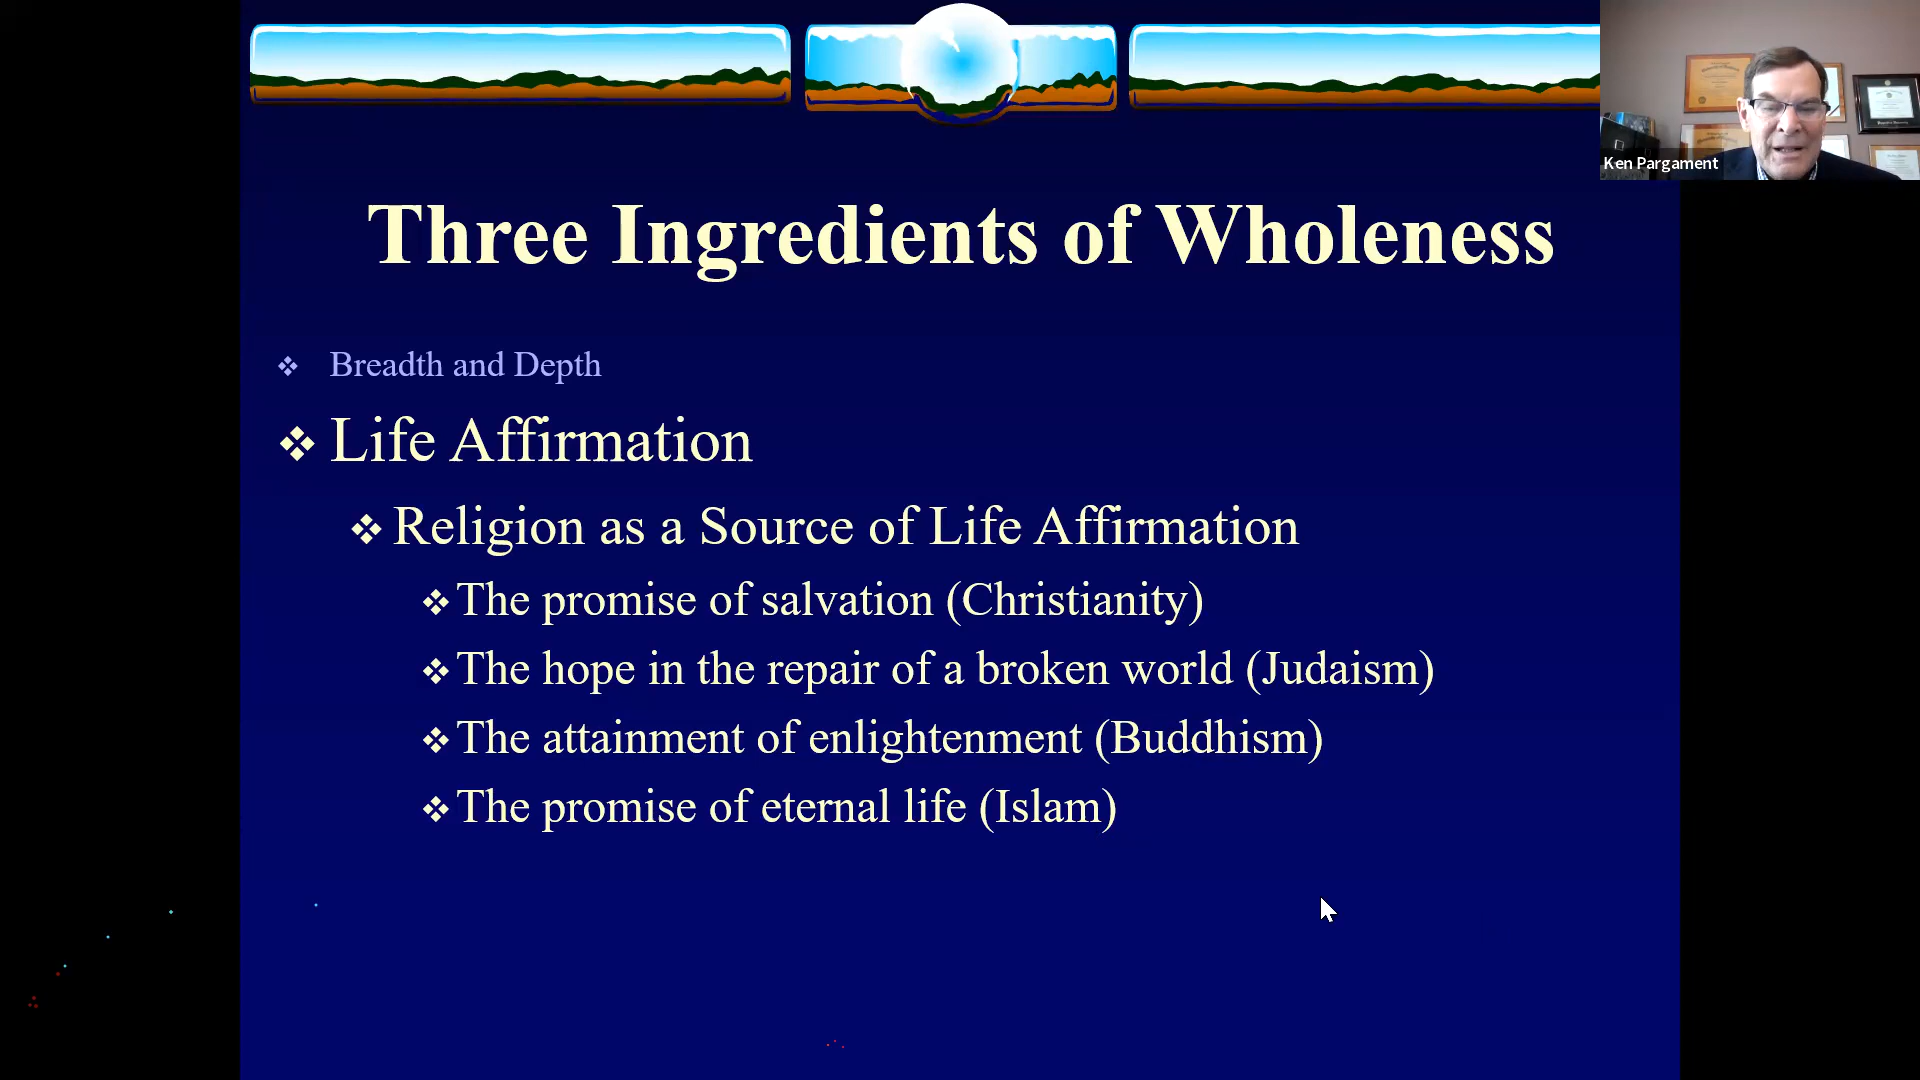 Ken Pargament
Three Ingredients of Wholeness
Breadth and Depth
Life Affirmation
Religion as a Source of Life Affirmation
The promise of salvation (Christianity)
The hope in the repair of a broken world (Judaism)
The attainment of enlightenment (Buddhism)
The promise of eternal life (Islam)